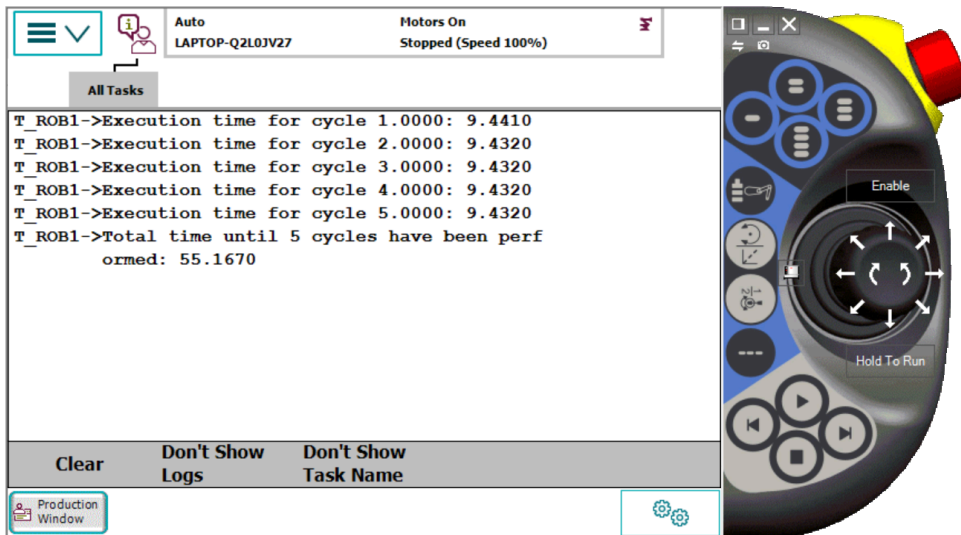 Auto
Motors On
LAPTOP-Q2L0JV27
Stopped (Speed 100%)
All Tasks
T_ROB1->Execution time for cycle 1.0000: 9.4410
T_ROB1->Execution time for cycle 2.0000: 9.4320
T_ROB1->Execution time for cycle 3.0000: 9.4320
T_ROB1->Execution time for cycle 4.0000: 9.4320
T_ROB1->Execution time for cycle 5.0000: 9.4320
T_ROB1->Total time until 5 cycles have been perf
ormed: 55.1670
Clear
Don't Show
Logs
Don't Show
Task Name
Production
Window
Enable
Hold To Run